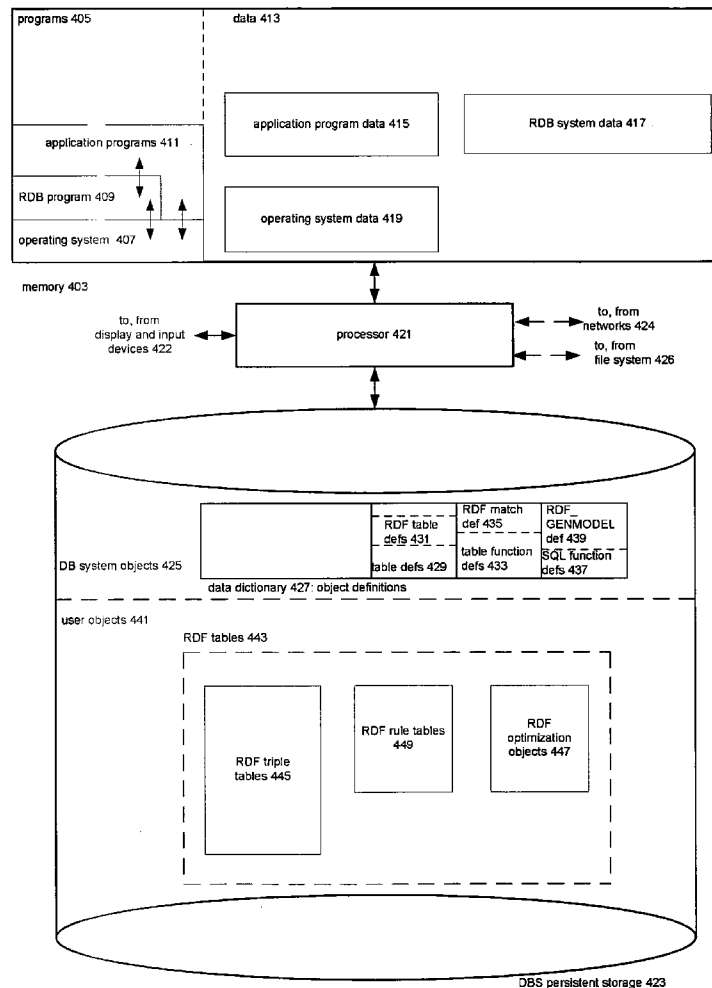 programs 405
data 413
application program data 415
RDB system data 417
application programs 411
RDB program 409
operating system 407
operating system data 419
memory 403
to, from
display and input
devices 422
processor 421
to, from
networks 424
to, from
file system 426
DB system objects 425
RDF table
defs 431
table defs 429
RDF match
def 435
table function
defs 433
RDF_
GENMODEL
def 439
SQL function
defs 437
data dictionary 427: object definitions
user objects 441
RDF tables 443
RDF triple
tables 445
RDF rule tables
449
RDF
optimization
objects 447
DBS persistent storage 423